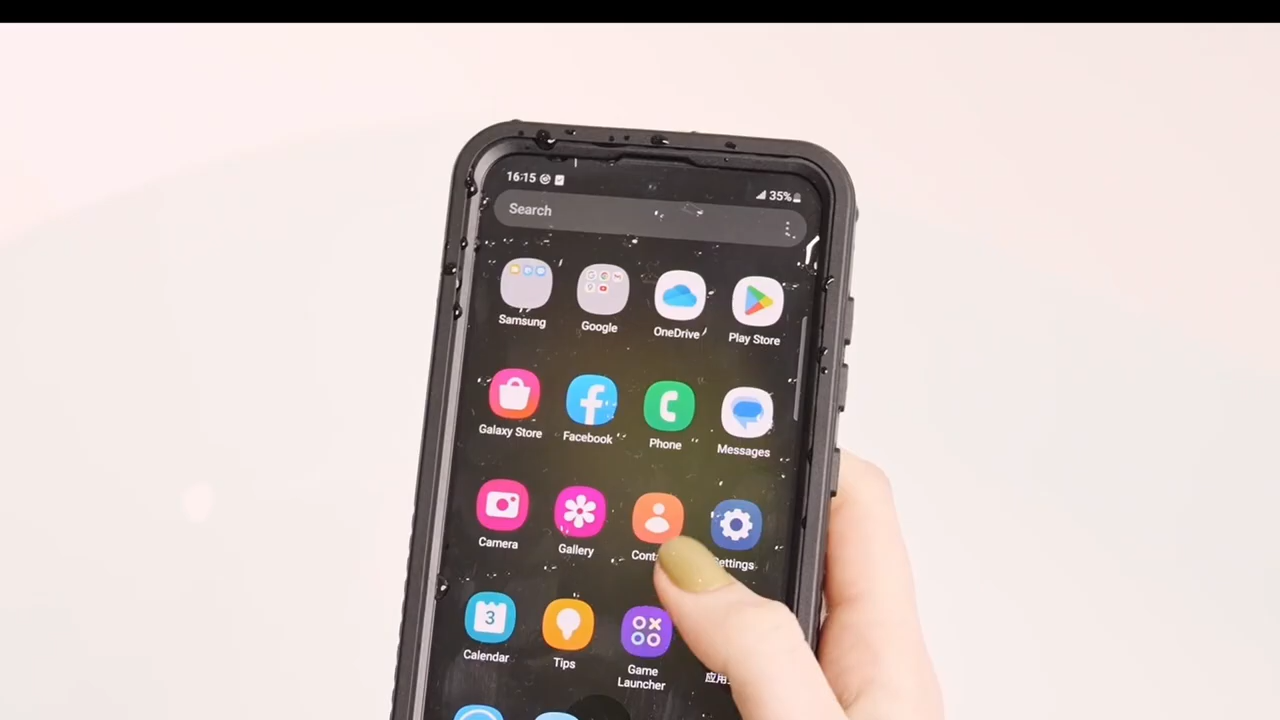 16:15
35%
Search
Samsung
Google
OneDrive
Play Store
Galaxy Store
Facebook
Phone
Messages
Camera
Gallery
Settings
3
Calendar
Tips
Game
Launcher